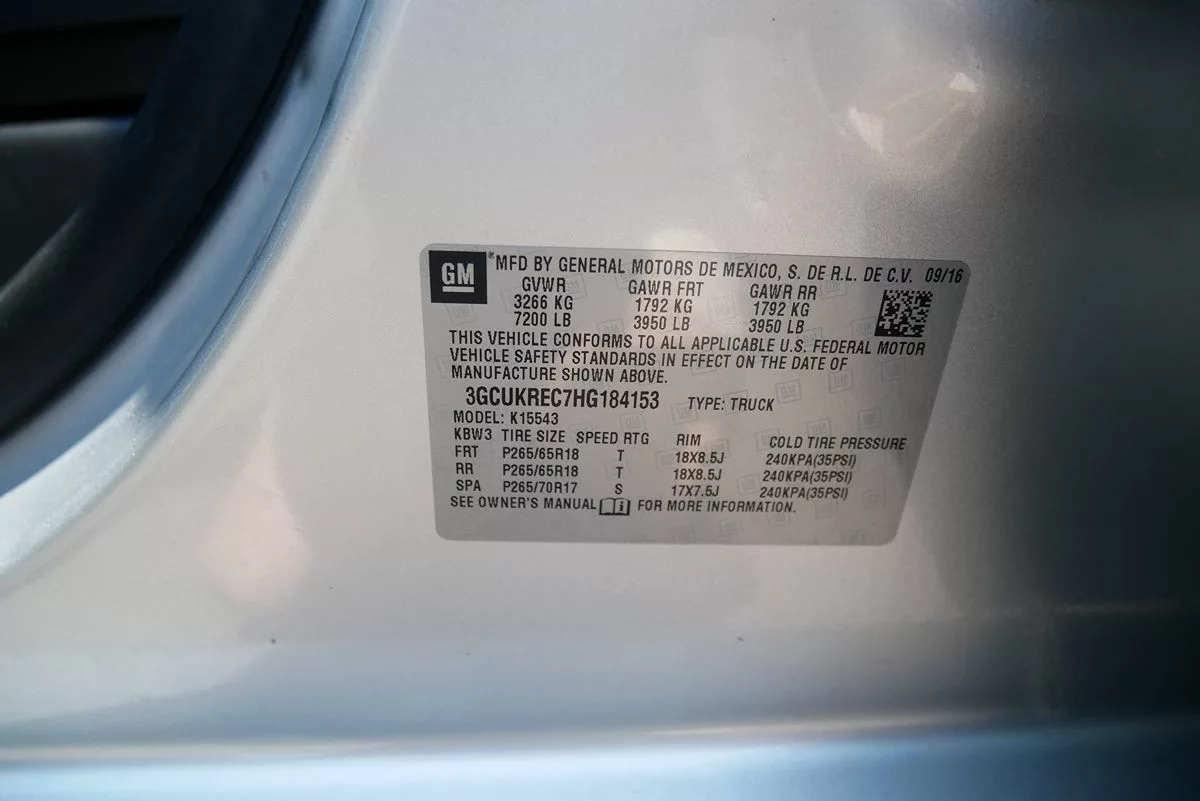 GM ® MFD BY GENERAL MOTORS DE MEXICO, S. DE R.L. DE C.V. 09/16
GVWR GAWR FRT GAWR RR
3266 KG 1792 KG 1792 KG
7200 LB 3950 LB 3950 LB
THIS VEHICLE CONFORMS TO ALL APPLICABLE U.S. FEDERAL MOTOR
VEHICLE SAFETY STANDARDS IN EFFECT ON THE DATE OF
MANUFACTURE SHOWN ABOVE.
3GCUKREC7HG184153 TYPE: TRUCK
MODEL: K15543
KBW3 TIRE SIZE SPEED RTG RIM COLD TIRE PRESSURE
FRT P265/65R18 T 18X8.5J 240KPA(35PSI)
RR P265/65R18 T 18X8.5J 240KPA(35PSI)
SPA P265/70R17 S 17X7.5J 240KPA(35PSI)
SEE OWNER'S MANUAL i FOR MORE INFORMATION.